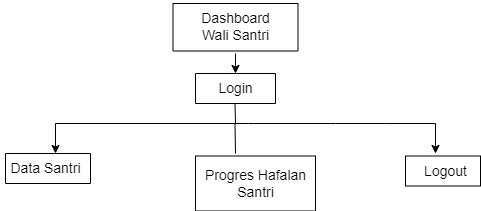 Dashboard
Wali Santri
Login
Data Santri
Progres Hafalan
Santri
Logout